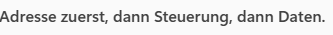 Adresse zuerst, dann Steuerung, dann Daten.